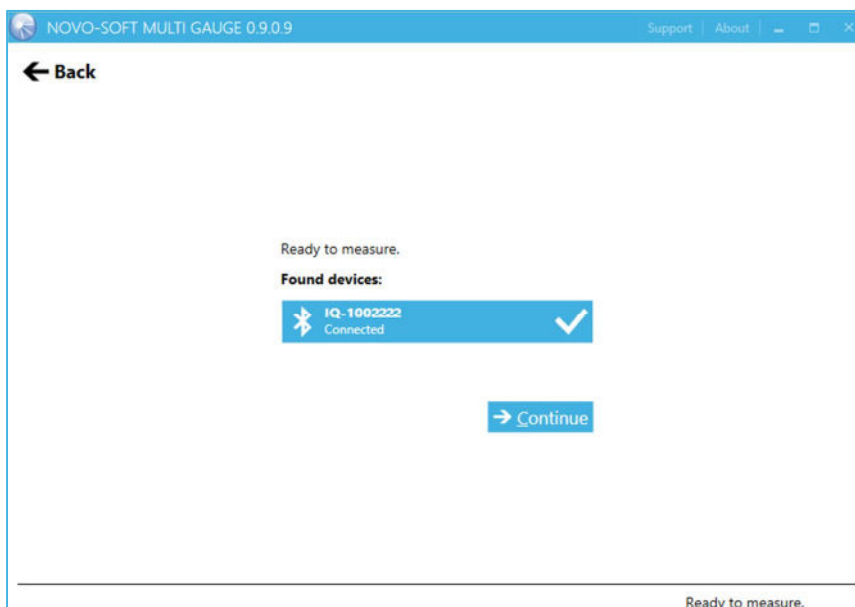 NOVO-SOFT MULTI GAUGE 0.9.0.9
Support | About
Back
Ready to measure.
Found devices:
IQ-1002222
Connected
Continue
Ready to measure.